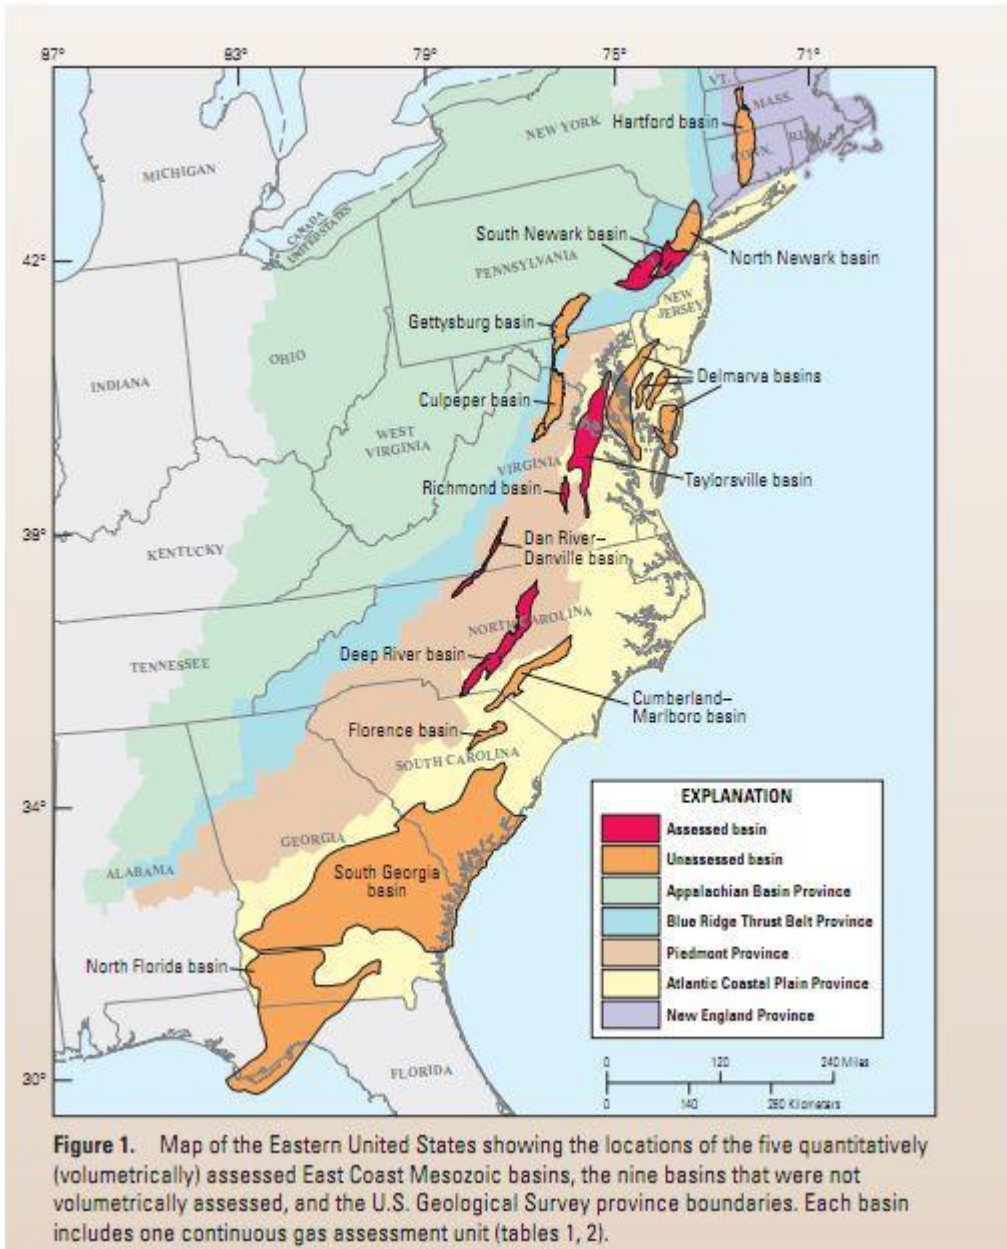 87°
83°
79°
75°
71°
VT.
MASS.
NEW YORK
Hartford basin
R.I.
CONN.
MICHIGAN
CANADA
UNITED STATES
South Newark basin
North Newark basin
42°
PENNSYLVANIA
NEW
JERSEY
Gettysburg basin
OHIO
INDIANA
Delmarva basins
Culpeper basin
WEST
VIRGINIA
VIRGINIA
Taylorsville basin
Richmond basin
38°
Dan River–
Danville basin
KENTUCKY
NORTH CAROLINA
Deep River basin
TENNESSEE
Cumberland–
Marlboro basin
Florence basin
SOUTH CAROLINA
34°
GEORGIA
ALABAMA
South Georgia
basin
North Florida basin
30°
FLORIDA
EXPLANATION
Assessed basin
Unassessed basin
Appalachian Basin Province
Blue Ridge Thrust Belt Province
Piedmont Province
Atlantic Coastal Plain Province
New England Province
0 120 240 Miles
0 140 280 Kilometers
Figure 1. Map of the Eastern United States showing the locations of the five quantitatively
(volumetrically) assessed East Coast Mesozoic basins, the nine basins that were not
volumetrically assessed, and the U.S. Geological Survey province boundaries. Each basin
includes one continuous gas assessment unit (tables 1, 2).